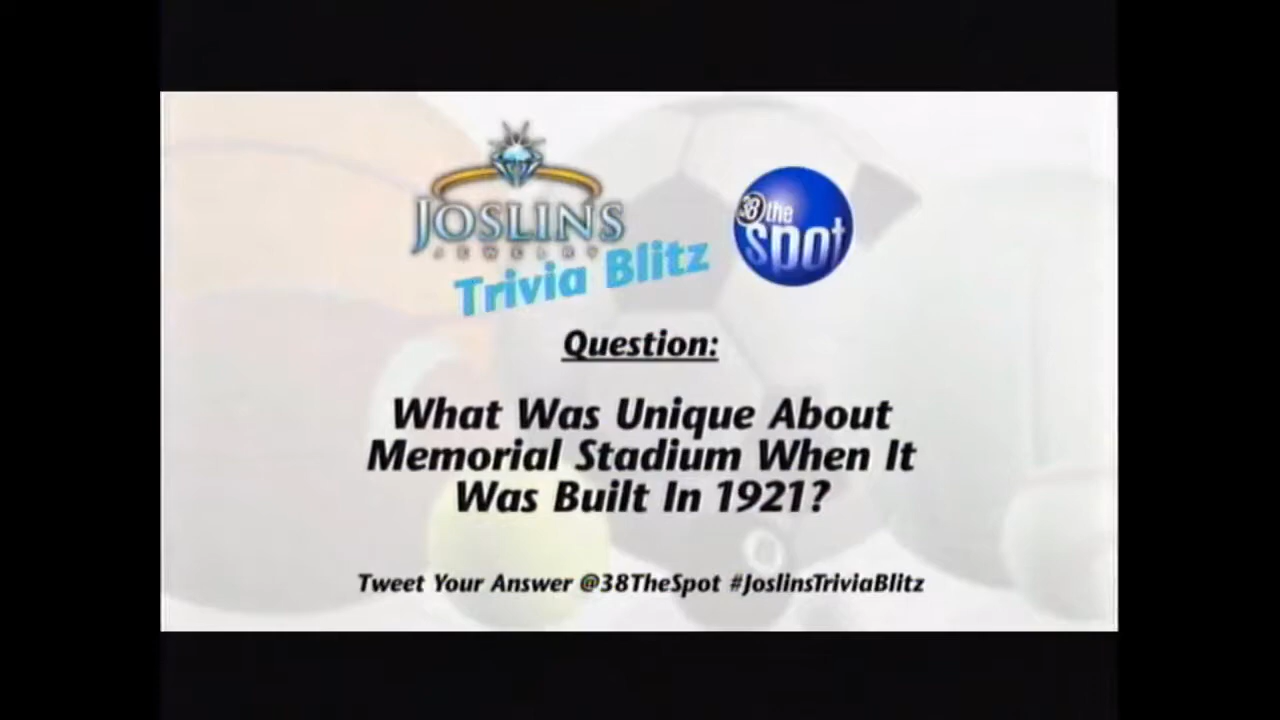 JOSLINS
JEWELRY
Trivia Blitz
38 the
spot
Question:
What Was Unique About
Memorial Stadium When It
Was Built In 1921?
Tweet Your Answer @38TheSpot #JoslinsTriviaBlitz